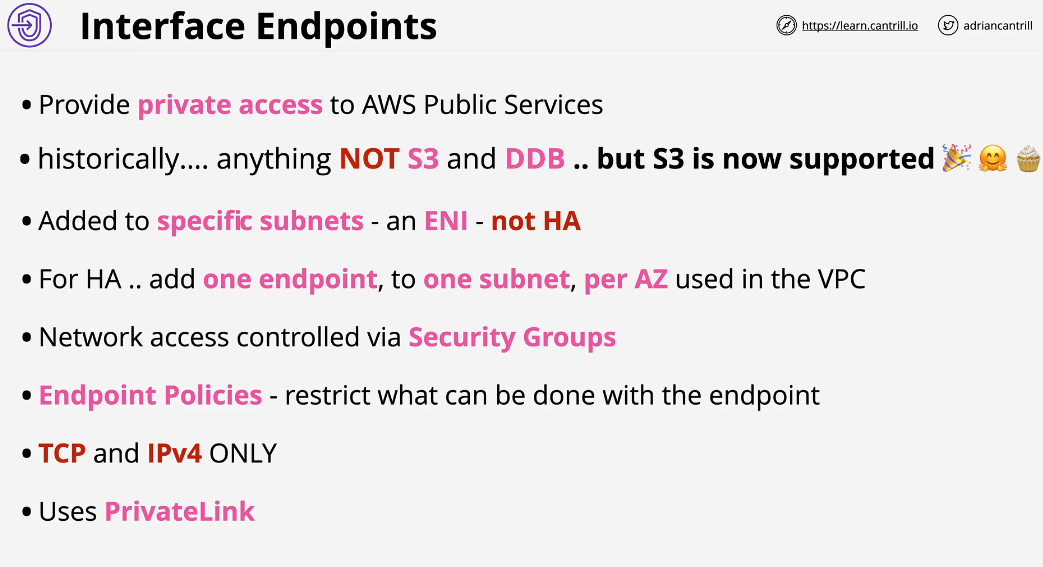 Interface Endpoints
https://learn.cantrill.io
adriancantrill
• Provide private access to AWS Public Services
• historically.... anything NOT S3 and DDB .. but S3 is now supported 🎉 🤗 🧁
• Added to specific subnets - an ENI - not HA
• For HA .. add one endpoint, to one subnet, per AZ used in the VPC
• Network access controlled via Security Groups
• Endpoint Policies - restrict what can be done with the endpoint
• TCP and IPv4 ONLY
• Uses PrivateLink